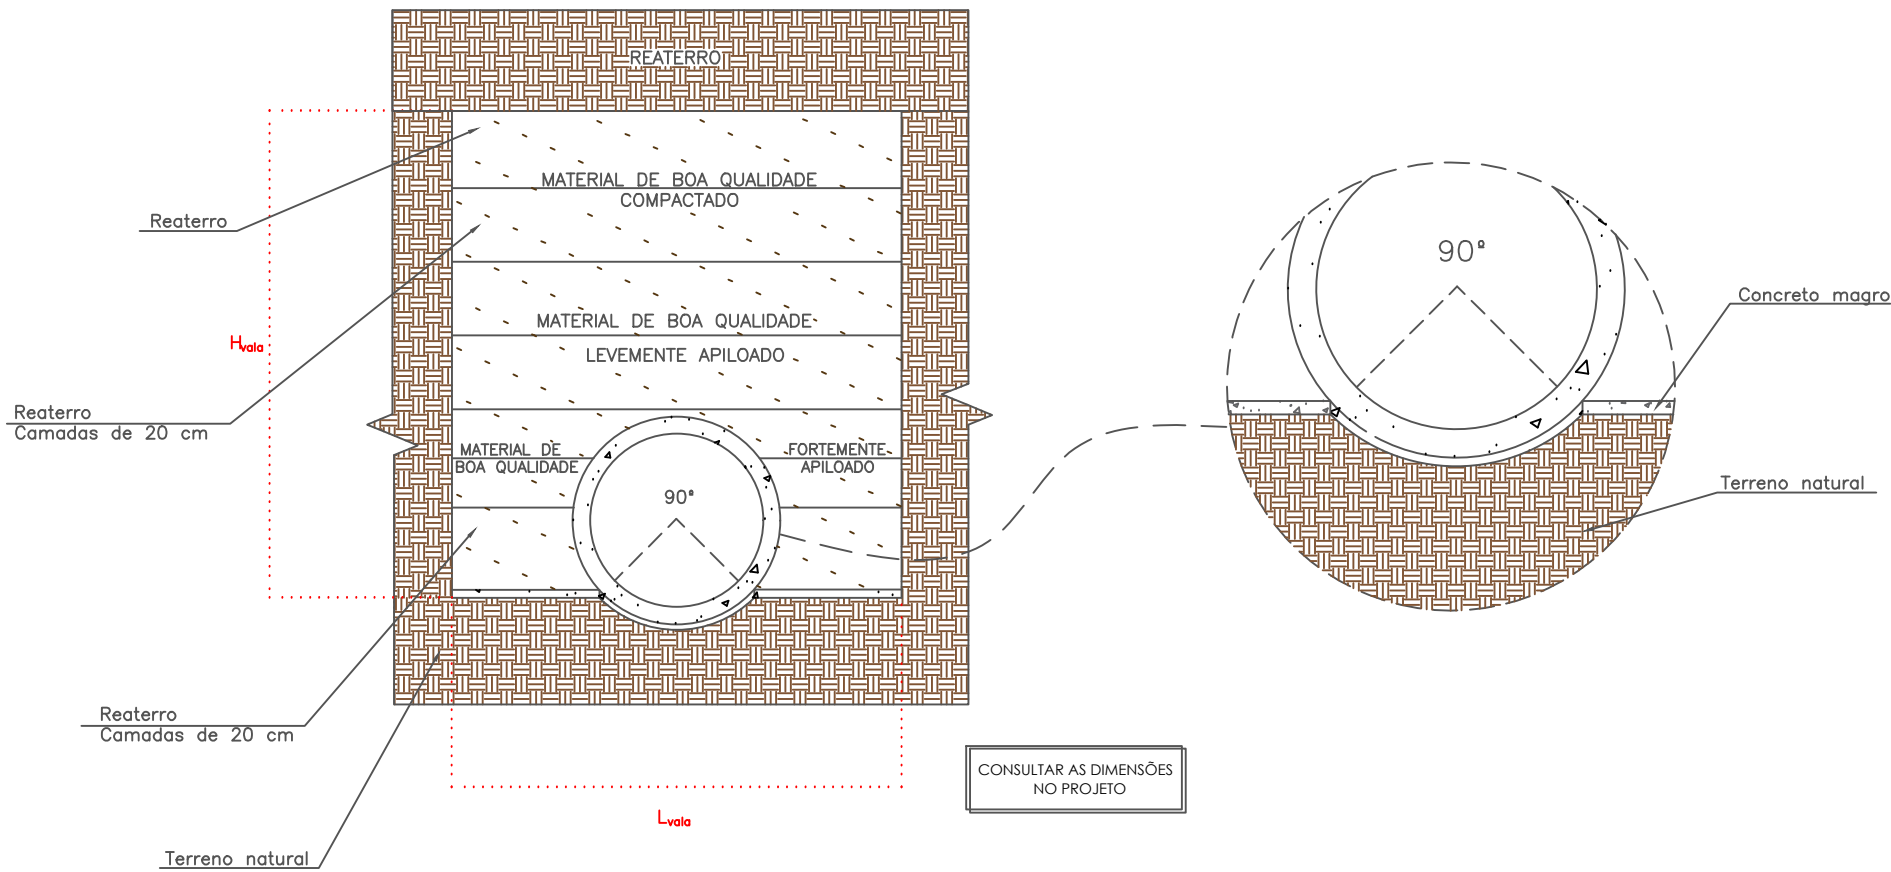 REATERRO
MATERIAL DE BOA QUALIDADE
COMPACTADO
Reaterro
MATERIAL DE BOA QUALIDADE
LEVEMENTE APILOADO
Hvala
Reaterro
Camadas de 20 cm
MATERIAL DE
BOA QUALIDADE
FORTEMENTE
APILOADO
90º
Reaterro
Camadas de 20 cm
Terreno natural
Lvala
CONSULTAR AS DIMENSÕES
NO PROJETO
90º
Concreto magro
Terreno natural